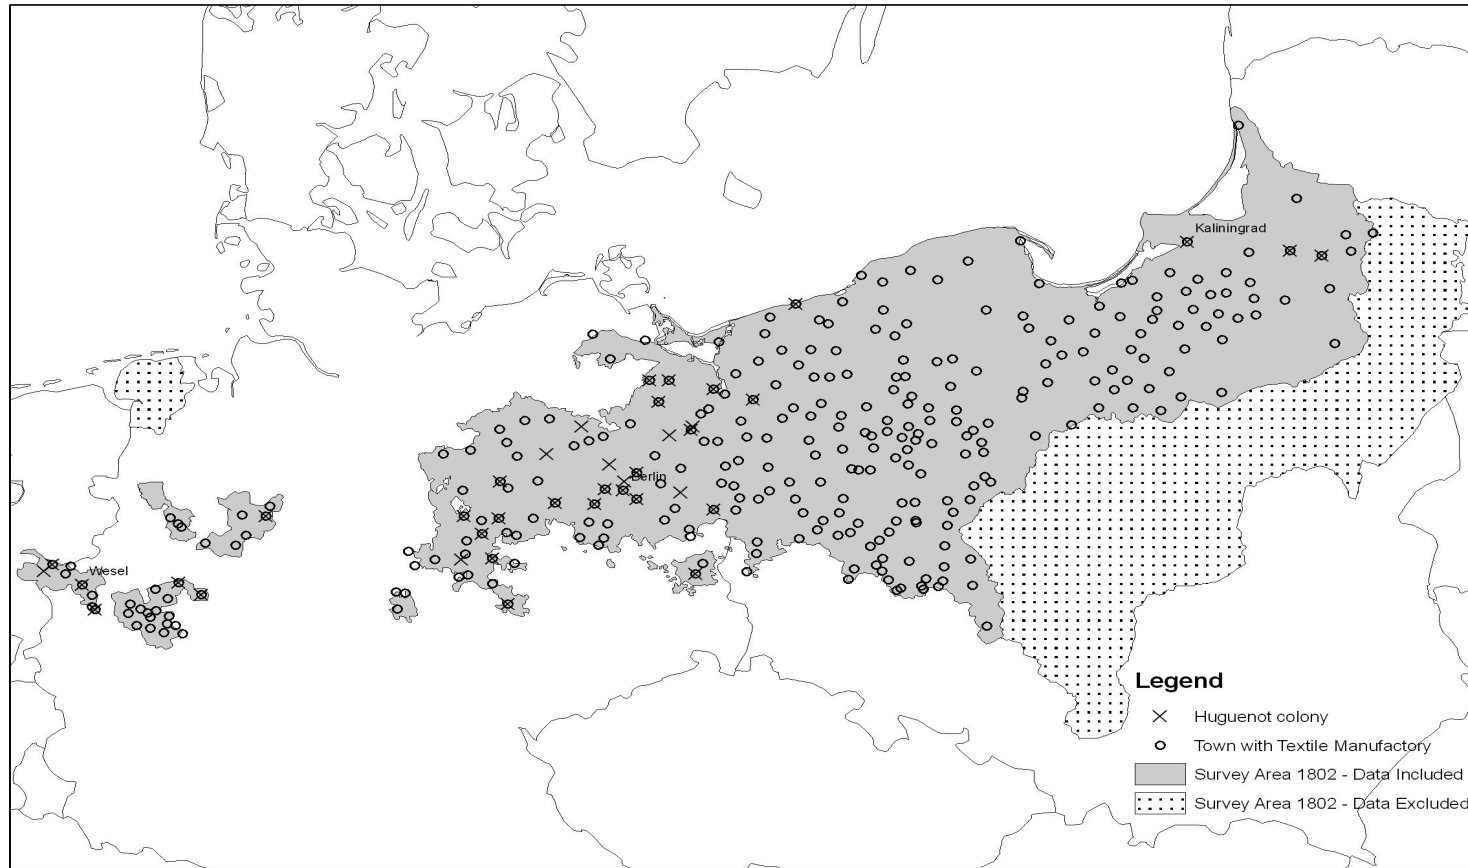 Kaliningrad
Berlin
Wesel
Legend
Huguenot colony
Town with Textile Manufactory
Survey Area 1802 - Data Included
Survey Area 1802 - Data Excluded